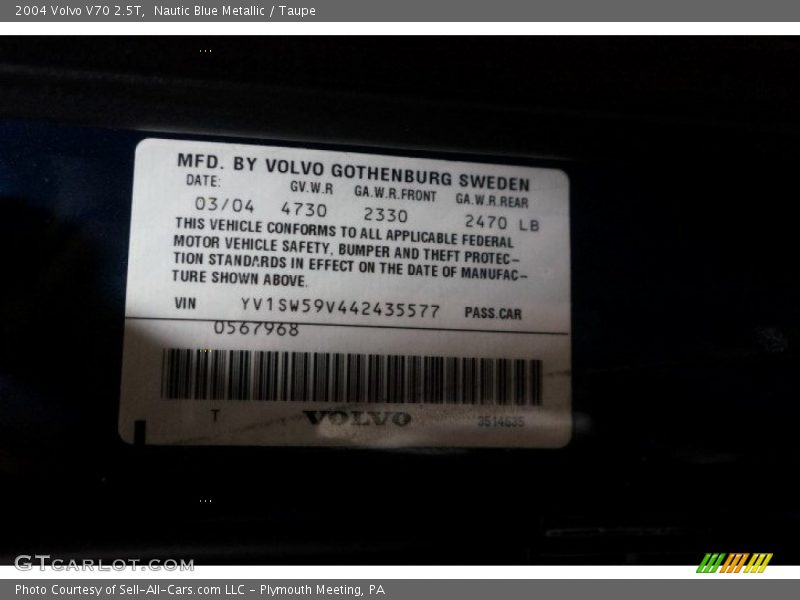 2004 Volvo V70 2.5T,  Nautic Blue Metallic / Taupe
MFD. BY VOLVO GOTHENBURG SWEDEN
DATE: GV.W.R GA.W.R.FRONT GA.W.R.REAR
03/04 4730 2330 2470 LB
THIS VEHICLE CONFORMS TO ALL APPLICABLE FEDERAL
MOTOR VEHICLE SAFETY, BUMPER AND THEFT PROTEC-
TION STANDARDS IN EFFECT ON THE DATE OF MANUFAC-
TURE SHOWN ABOVE.
VIN YV1SW59V442435577 PASS.CAR
0567968
T VOLVO 3514635
GTCARLOT.COM
Photo Courtesy of Sell-All-Cars.com LLC - Plymouth Meeting, PA